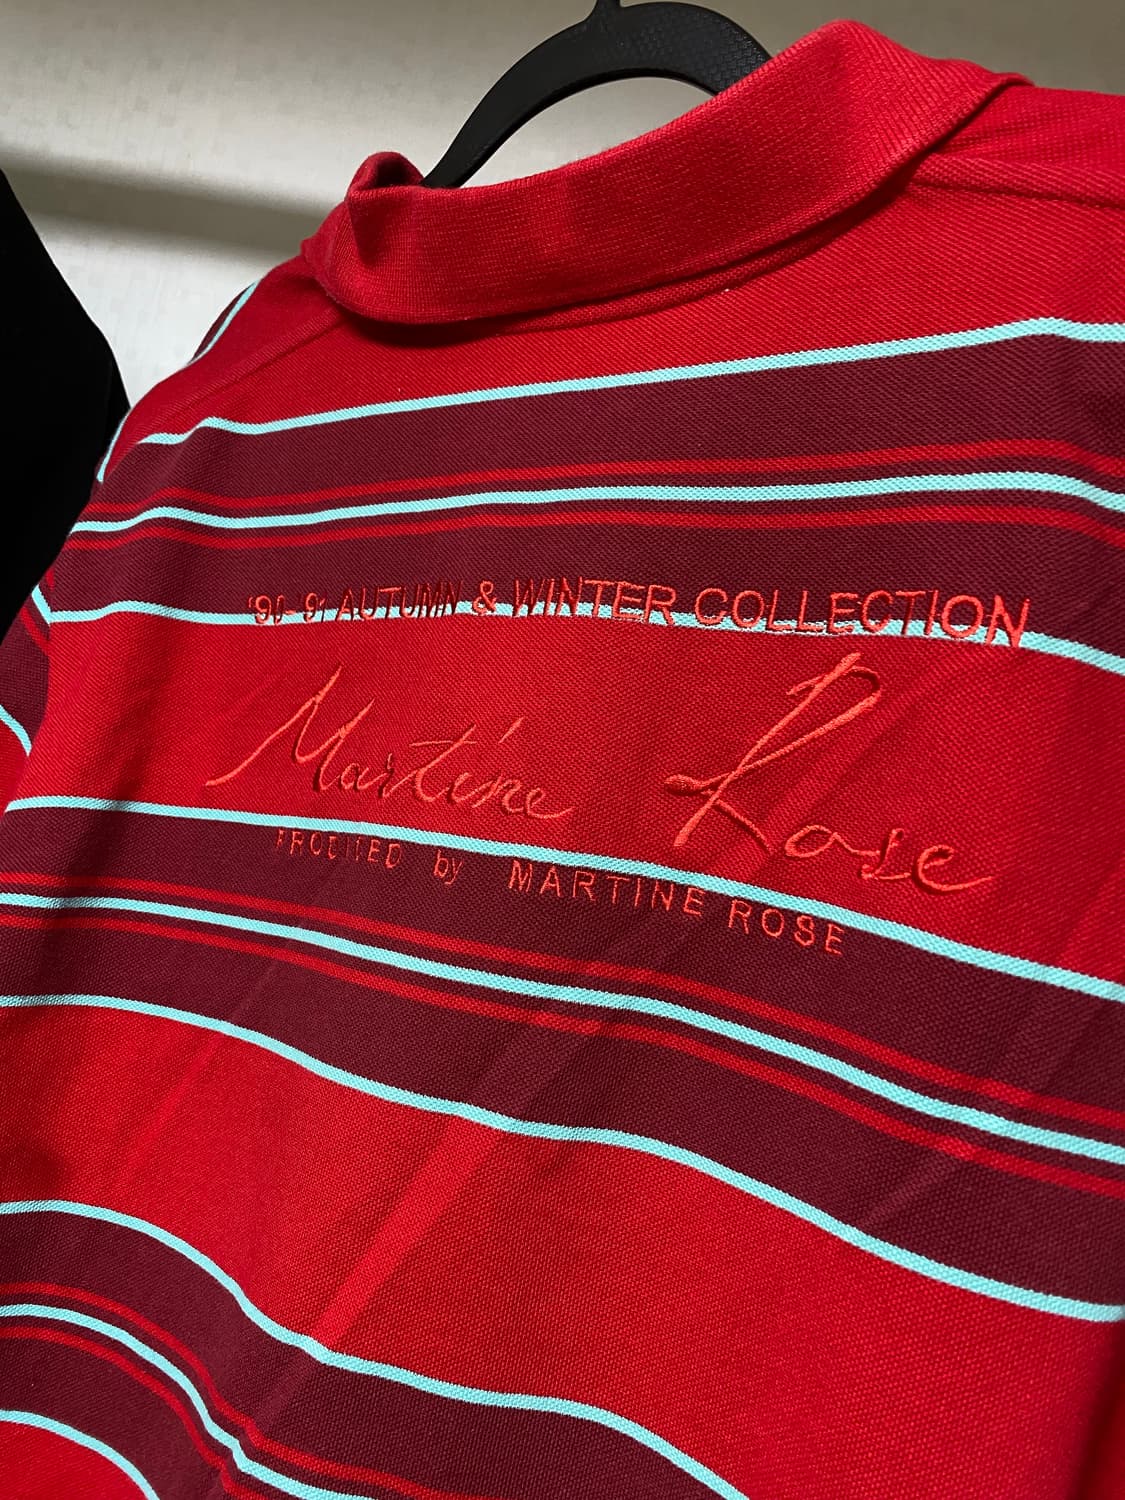 '90-'91 AUTUMN & WINTER COLLECTION
Martine Rose
PRODUCED by MARTINE ROSE